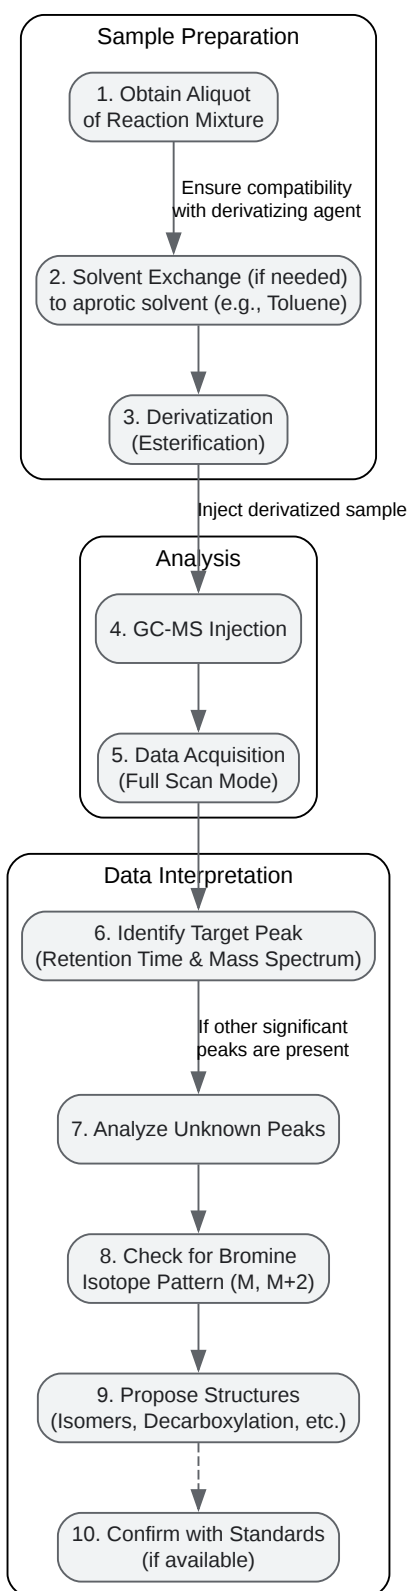 Sample Preparation
1. Obtain Aliquot
of Reaction Mixture
Ensure compatibility
with derivatizing agent
2. Solvent Exchange (if needed)
to aprotic solvent (e.g., Toluene)
3. Derivatization
(Esterification)
Inject derivatized sample
Analysis
4. GC-MS Injection
5. Data Acquisition
(Full Scan Mode)
Data Interpretation
6. Identify Target Peak
(Retention Time & Mass Spectrum)
If other significant
peaks are present
7. Analyze Unknown Peaks
8. Check for Bromine
Isotope Pattern (M, M+2)
9. Propose Structures
(Isomers, Decarboxylation, etc.)
10. Confirm with Standards
(if available)